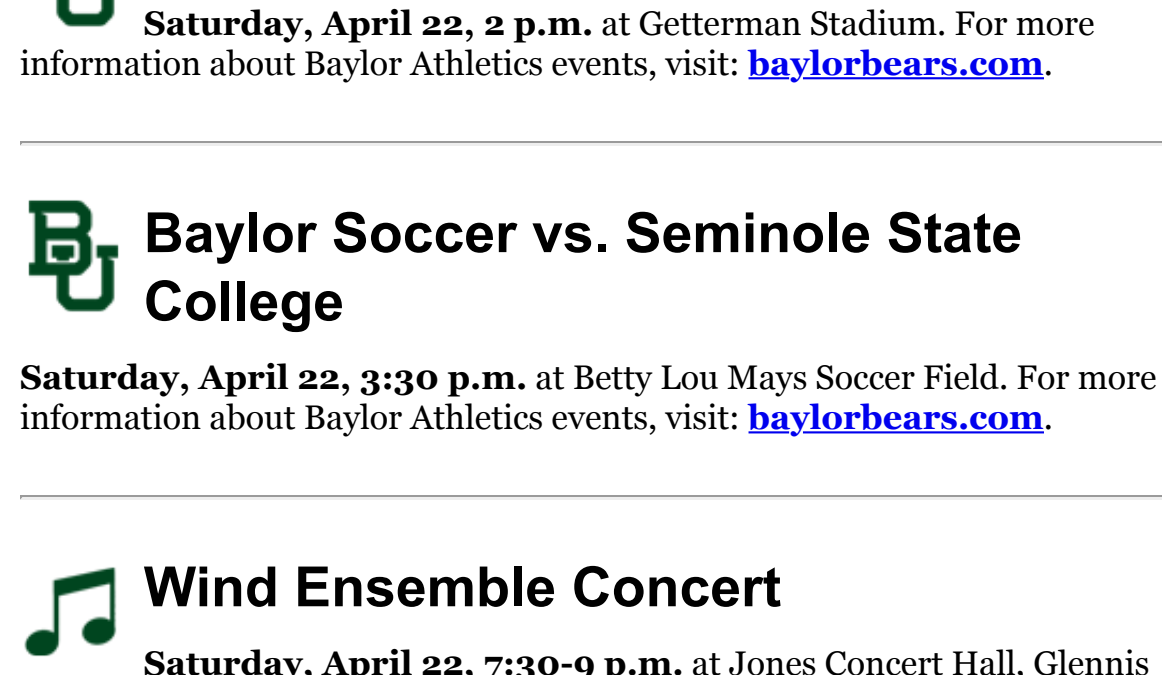 Saturday, April 22, 2 p.m. at Getterman Stadium. For more
information about Baylor Athletics events, visit: baylorbears.com.
BU
Baylor Soccer vs. Seminole State
College
Saturday, April 22, 3:30 p.m. at Betty Lou Mays Soccer Field. For more
information about Baylor Athletics events, visit: baylorbears.com.
Wind Ensemble Concert
Saturday, April 22, 7:30-9 p.m. at Jones Concert Hall, Glennis